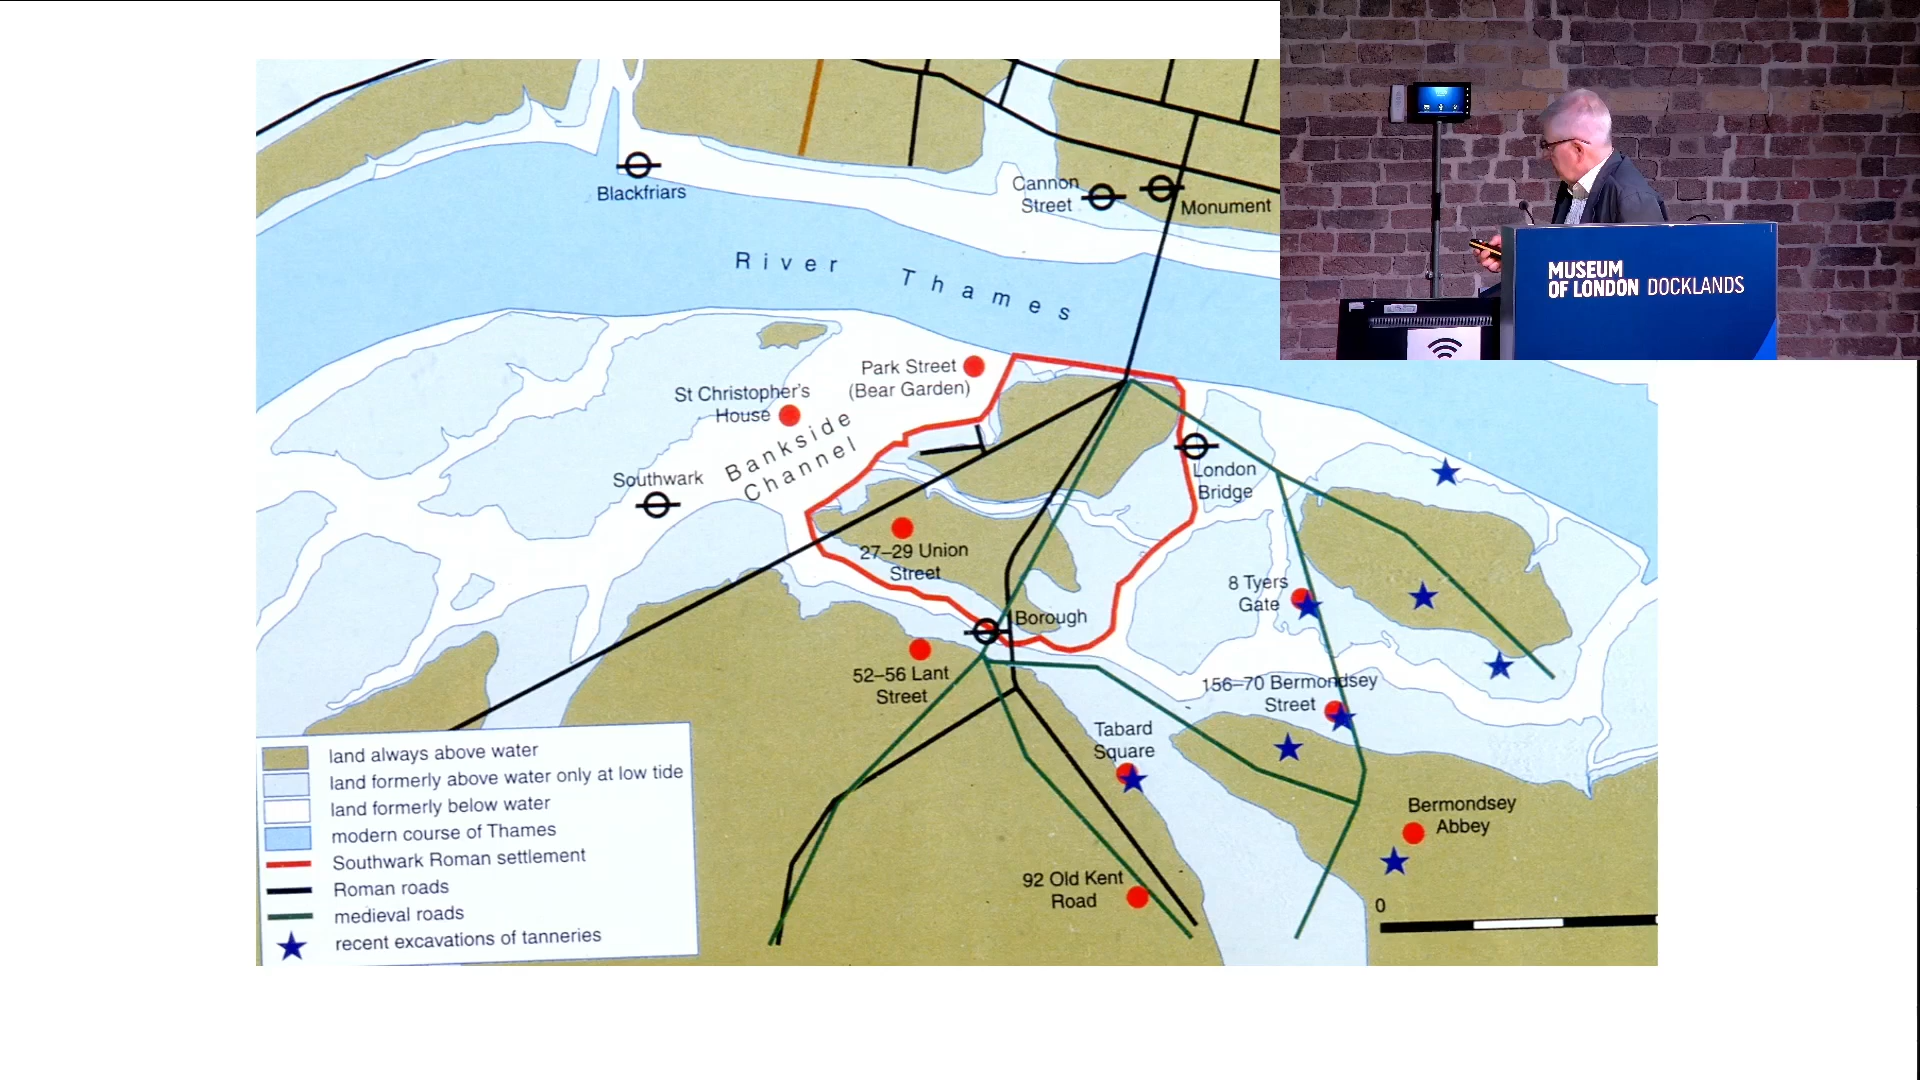 Blackfriars
Cannon
Street
Monument
River Thames
Park Street
(Bear Garden)
St Christopher's
House
Bankside
Channel
Southwark
London
Bridge
27–29 Union
Street
8 Tyers
Gate
Borough
52–56 Lant
Street
156–70 Bermondsey
Street
Tabard
Square
Bermondsey
Abbey
92 Old Kent
Road
0
land always above water
land formerly above water only at low tide
land formerly below water
modern course of Thames
Southwark Roman settlement
Roman roads
medieval roads
recent excavations of tanneries
MUSEUM
OF LONDON DOCKLANDS